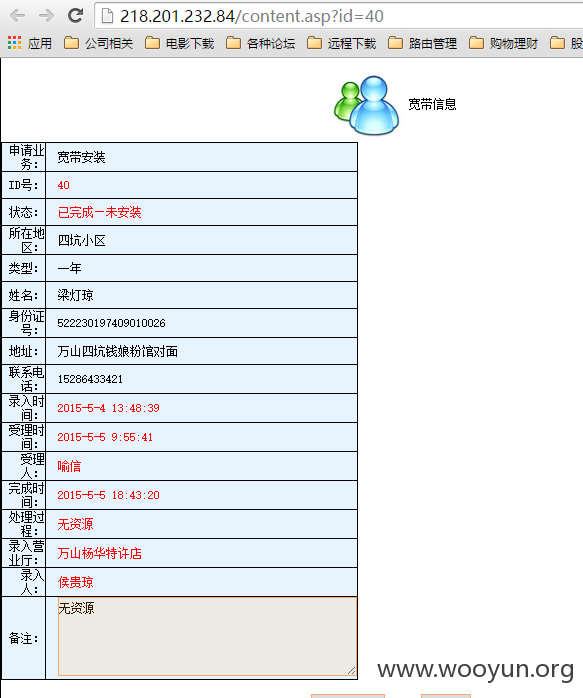 218.201.232.84/content.asp?id=40
应用 公司相关 电影下载 各种论坛 远程下载 路由管理 购物理财 股
宽带信息
申请业务： 宽带安装
ID号： 40
状态： 已完成－未安装
所在地区： 四坑小区
类型： 一年
姓名： 梁灯琼
身份证号： 522230197409010026
地址： 万山四坑钱娘粉馆对面
联系电话： 15286433421
录入时间： 2015-5-4 13:48:39
受理时间： 2015-5-5 9:55:41
受理人： 喻信
完成时间： 2015-5-5 18:43:20
处理过程： 无资源
录入营业厅： 万山杨华特许店
录入人： 侯贵琼
备注： 无资源
www.wooyun.org